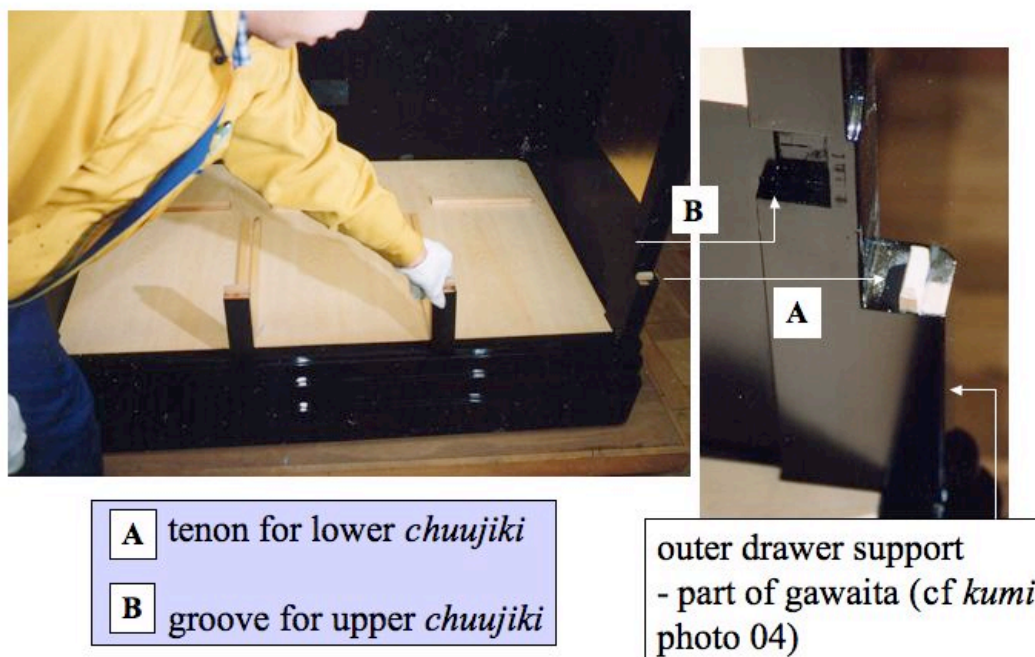 B
A
A tenon for lower chuujiki
B groove for upper chuujiki
outer drawer support
- part of gawaita (cf kumi
photo 04)